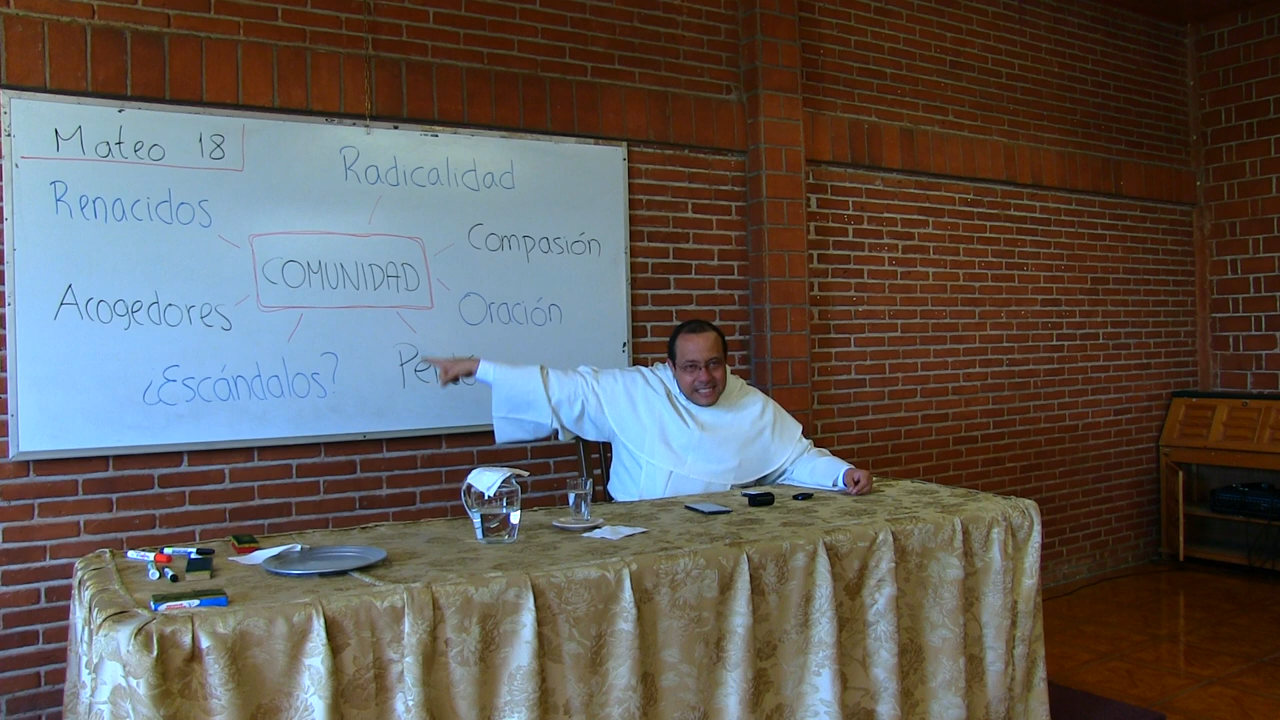 Mateo 18
Radicalidad
Renacidos
Compasión
COMUNIDAD
Acogedores
Oración
¿Escándalos?